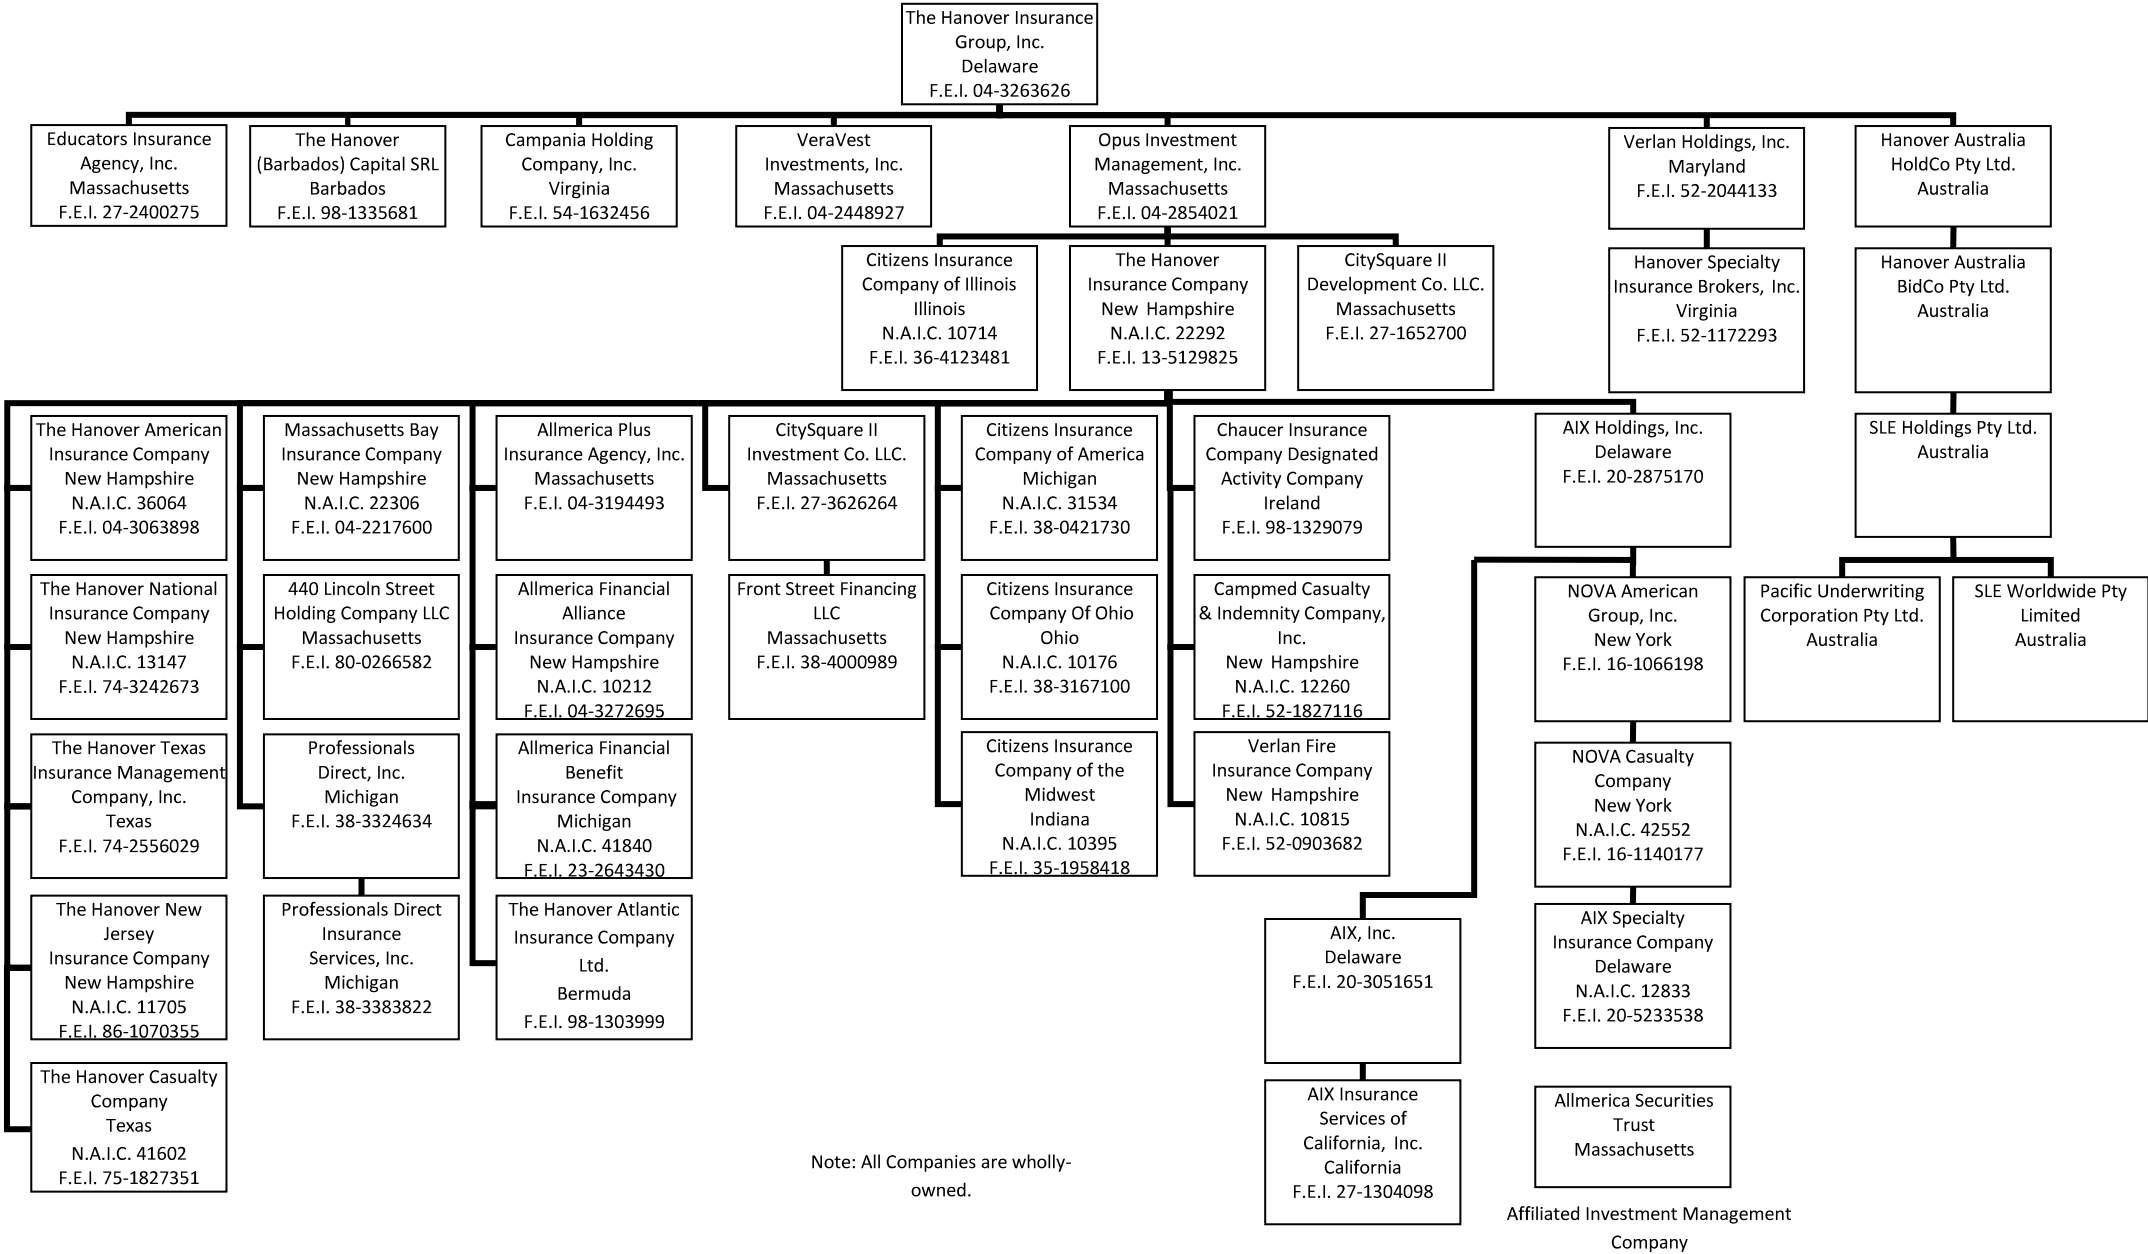 The Hanover Insurance
Group, Inc.
Delaware
F.E.I. 04-3263626
Educators Insurance
Agency, Inc.
Massachusetts
F.E.I. 27-2400275
The Hanover
(Barbados) Capital SRL
Barbados
F.E.I. 98-1335681
Campania Holding
Company, Inc.
Virginia
F.E.I. 54-1632456
VeraVest
Investments, Inc.
Massachusetts
F.E.I. 04-2448927
Opus Investment
Management, Inc.
Massachusetts
F.E.I. 04-2854021
Verlan Holdings, Inc.
Maryland
F.E.I. 52-2044133
Hanover Australia
HoldCo Pty Ltd.
Australia
Citizens Insurance
Company of Illinois
Illinois
N.A.I.C. 10714
F.E.I. 36-4123481
The Hanover
Insurance Company
New Hampshire
N.A.I.C. 22292
F.E.I. 13-5129825
CitySquare II
Development Co. LLC.
Massachusetts
F.E.I. 27-1652700
Hanover Specialty
Insurance Brokers, Inc.
Virginia
F.E.I. 52-1172293
Hanover Australia
BidCo Pty Ltd.
Australia
The Hanover American
Insurance Company
New Hampshire
N.A.I.C. 36064
F.E.I. 04-3063898
Massachusetts Bay
Insurance Company
New Hampshire
N.A.I.C. 22306
F.E.I. 04-2217600
Allmerica Plus
Insurance Agency, Inc.
Massachusetts
F.E.I. 04-3194493
CitySquare II
Investment Co. LLC.
Massachusetts
F.E.I. 27-3626264
Citizens Insurance
Company of America
Michigan
N.A.I.C. 31534
F.E.I. 38-0421730
Chaucer Insurance
Company Designated
Activity Company
Ireland
F.E.I. 98-1329079
AIX Holdings, Inc.
Delaware
F.E.I. 20-2875170
SLE Holdings Pty Ltd.
Australia
The Hanover National
Insurance Company
New Hampshire
N.A.I.C. 13147
F.E.I. 74-3242673
440 Lincoln Street
Holding Company LLC
Massachusetts
F.E.I. 80-0266582
Allmerica Financial
Alliance
Insurance Company
New Hampshire
N.A.I.C. 10212
F.E.I. 04-3272695
Front Street Financing
LLC
Massachusetts
F.E.I. 38-4000989
Citizens Insurance
Company Of Ohio
Ohio
N.A.I.C. 10176
F.E.I. 38-3167100
Campmed Casualty
& Indemnity Company,
Inc.
New Hampshire
N.A.I.C. 12260
F.E.I. 52-1827116
NOVA American
Group, Inc.
New York
F.E.I. 16-1066198
Pacific Underwriting
Corporation Pty Ltd.
Australia
SLE Worldwide Pty
Limited
Australia
The Hanover Texas
Insurance Management
Company, Inc.
Texas
F.E.I. 74-2556029
Professionals
Direct, Inc.
Michigan
F.E.I. 38-3324634
Allmerica Financial
Benefit
Insurance Company
Michigan
N.A.I.C. 41840
F.E.I. 23-2643430
Citizens Insurance
Company of the
Midwest
Indiana
N.A.I.C. 10395
F.E.I. 35-1958418
Verlan Fire
Insurance Company
New Hampshire
N.A.I.C. 10815
F.E.I. 52-0903682
NOVA Casualty
Company
New York
N.A.I.C. 42552
F.E.I. 16-1140177
The Hanover New
Jersey
Insurance Company
New Hampshire
N.A.I.C. 11705
F.E.I. 86-1070355
Professionals Direct
Insurance
Services, Inc.
Michigan
F.E.I. 38-3383822
The Hanover Atlantic
Insurance Company
Ltd.
Bermuda
F.E.I. 98-1303999
AIX, Inc.
Delaware
F.E.I. 20-3051651
AIX Specialty
Insurance Company
Delaware
N.A.I.C. 12833
F.E.I. 20-5233538
The Hanover Casualty
Company
Texas
N.A.I.C. 41602
F.E.I. 75-1827351
AIX Insurance
Services of
California, Inc.
California
F.E.I. 27-1304098
Allmerica Securities
Trust
Massachusetts
Note: All Companies are wholly-
owned.
Affiliated Investment Management
Company